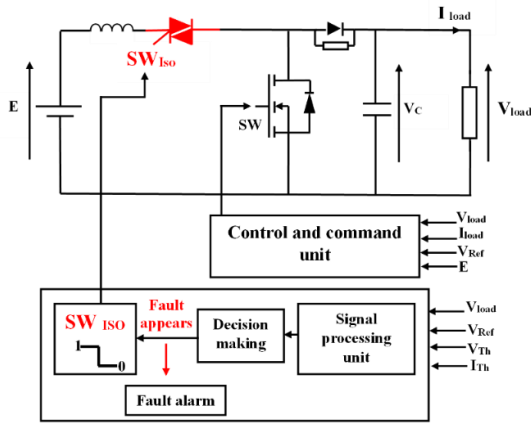 I load
SWIso
E
SW
VC
Vload
Control and command
unit
Vload
Iload
VRef
E
SW ISO
1
0
Fault
appears
Decision
making
Signal
processing
unit
Fault alarm
Vload
VRef
VTh
ITh